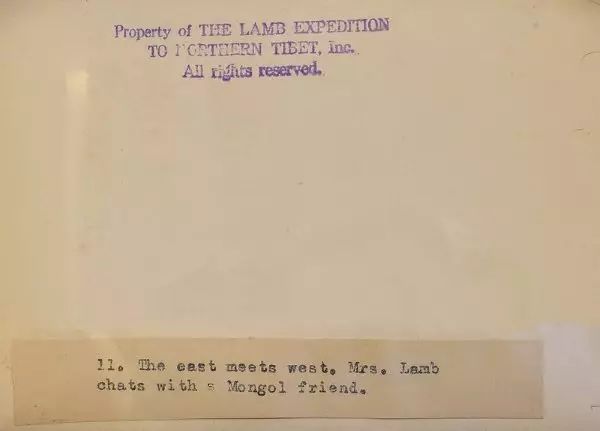 Property of THE LAMB EXPEDITION
TO NORTHERN TIBET, Inc.
All rights reserved.
11. The east meets west. Mrs. Lamb
chats with a Mongol friend.